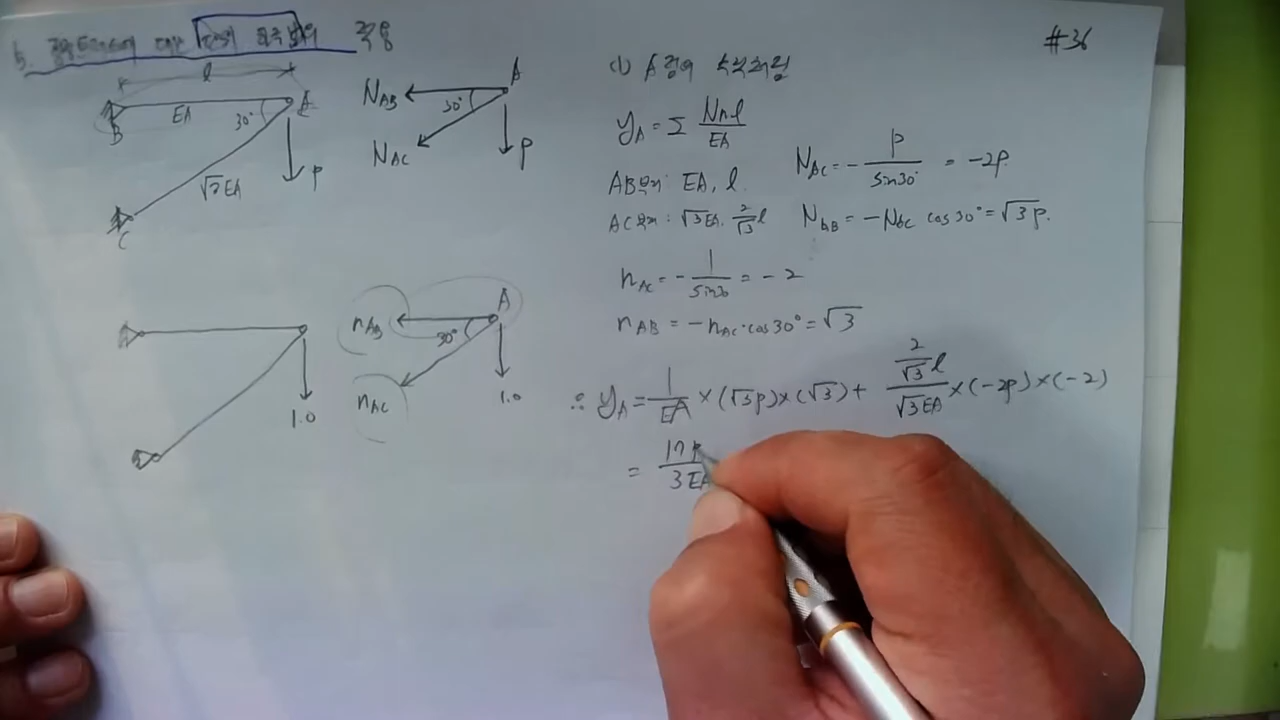 #36
l
B
EA
30°
A
√3EA
P
C
N_AB
30°
A
N_AC
P
1.0
n_AB
30°
A
n_AC
1.0
(1) A점의 수직처짐
y_A = Σ Nnl/EA
AB부재: EA, l.
AC부재: √3EA. 2/√3 l
N_AC = - P/sin30° = -2P
N_AB = -N_AC cos30° = √3P.
n_AC = - 1/sin30 = -2
n_AB = -n_AC·cos30° = √3
∴ y_A = 1/EA × (√3P) × (√3) + (2/√3 l)/(√3EA) × (-2P) × (-2)
= 17P/3EA